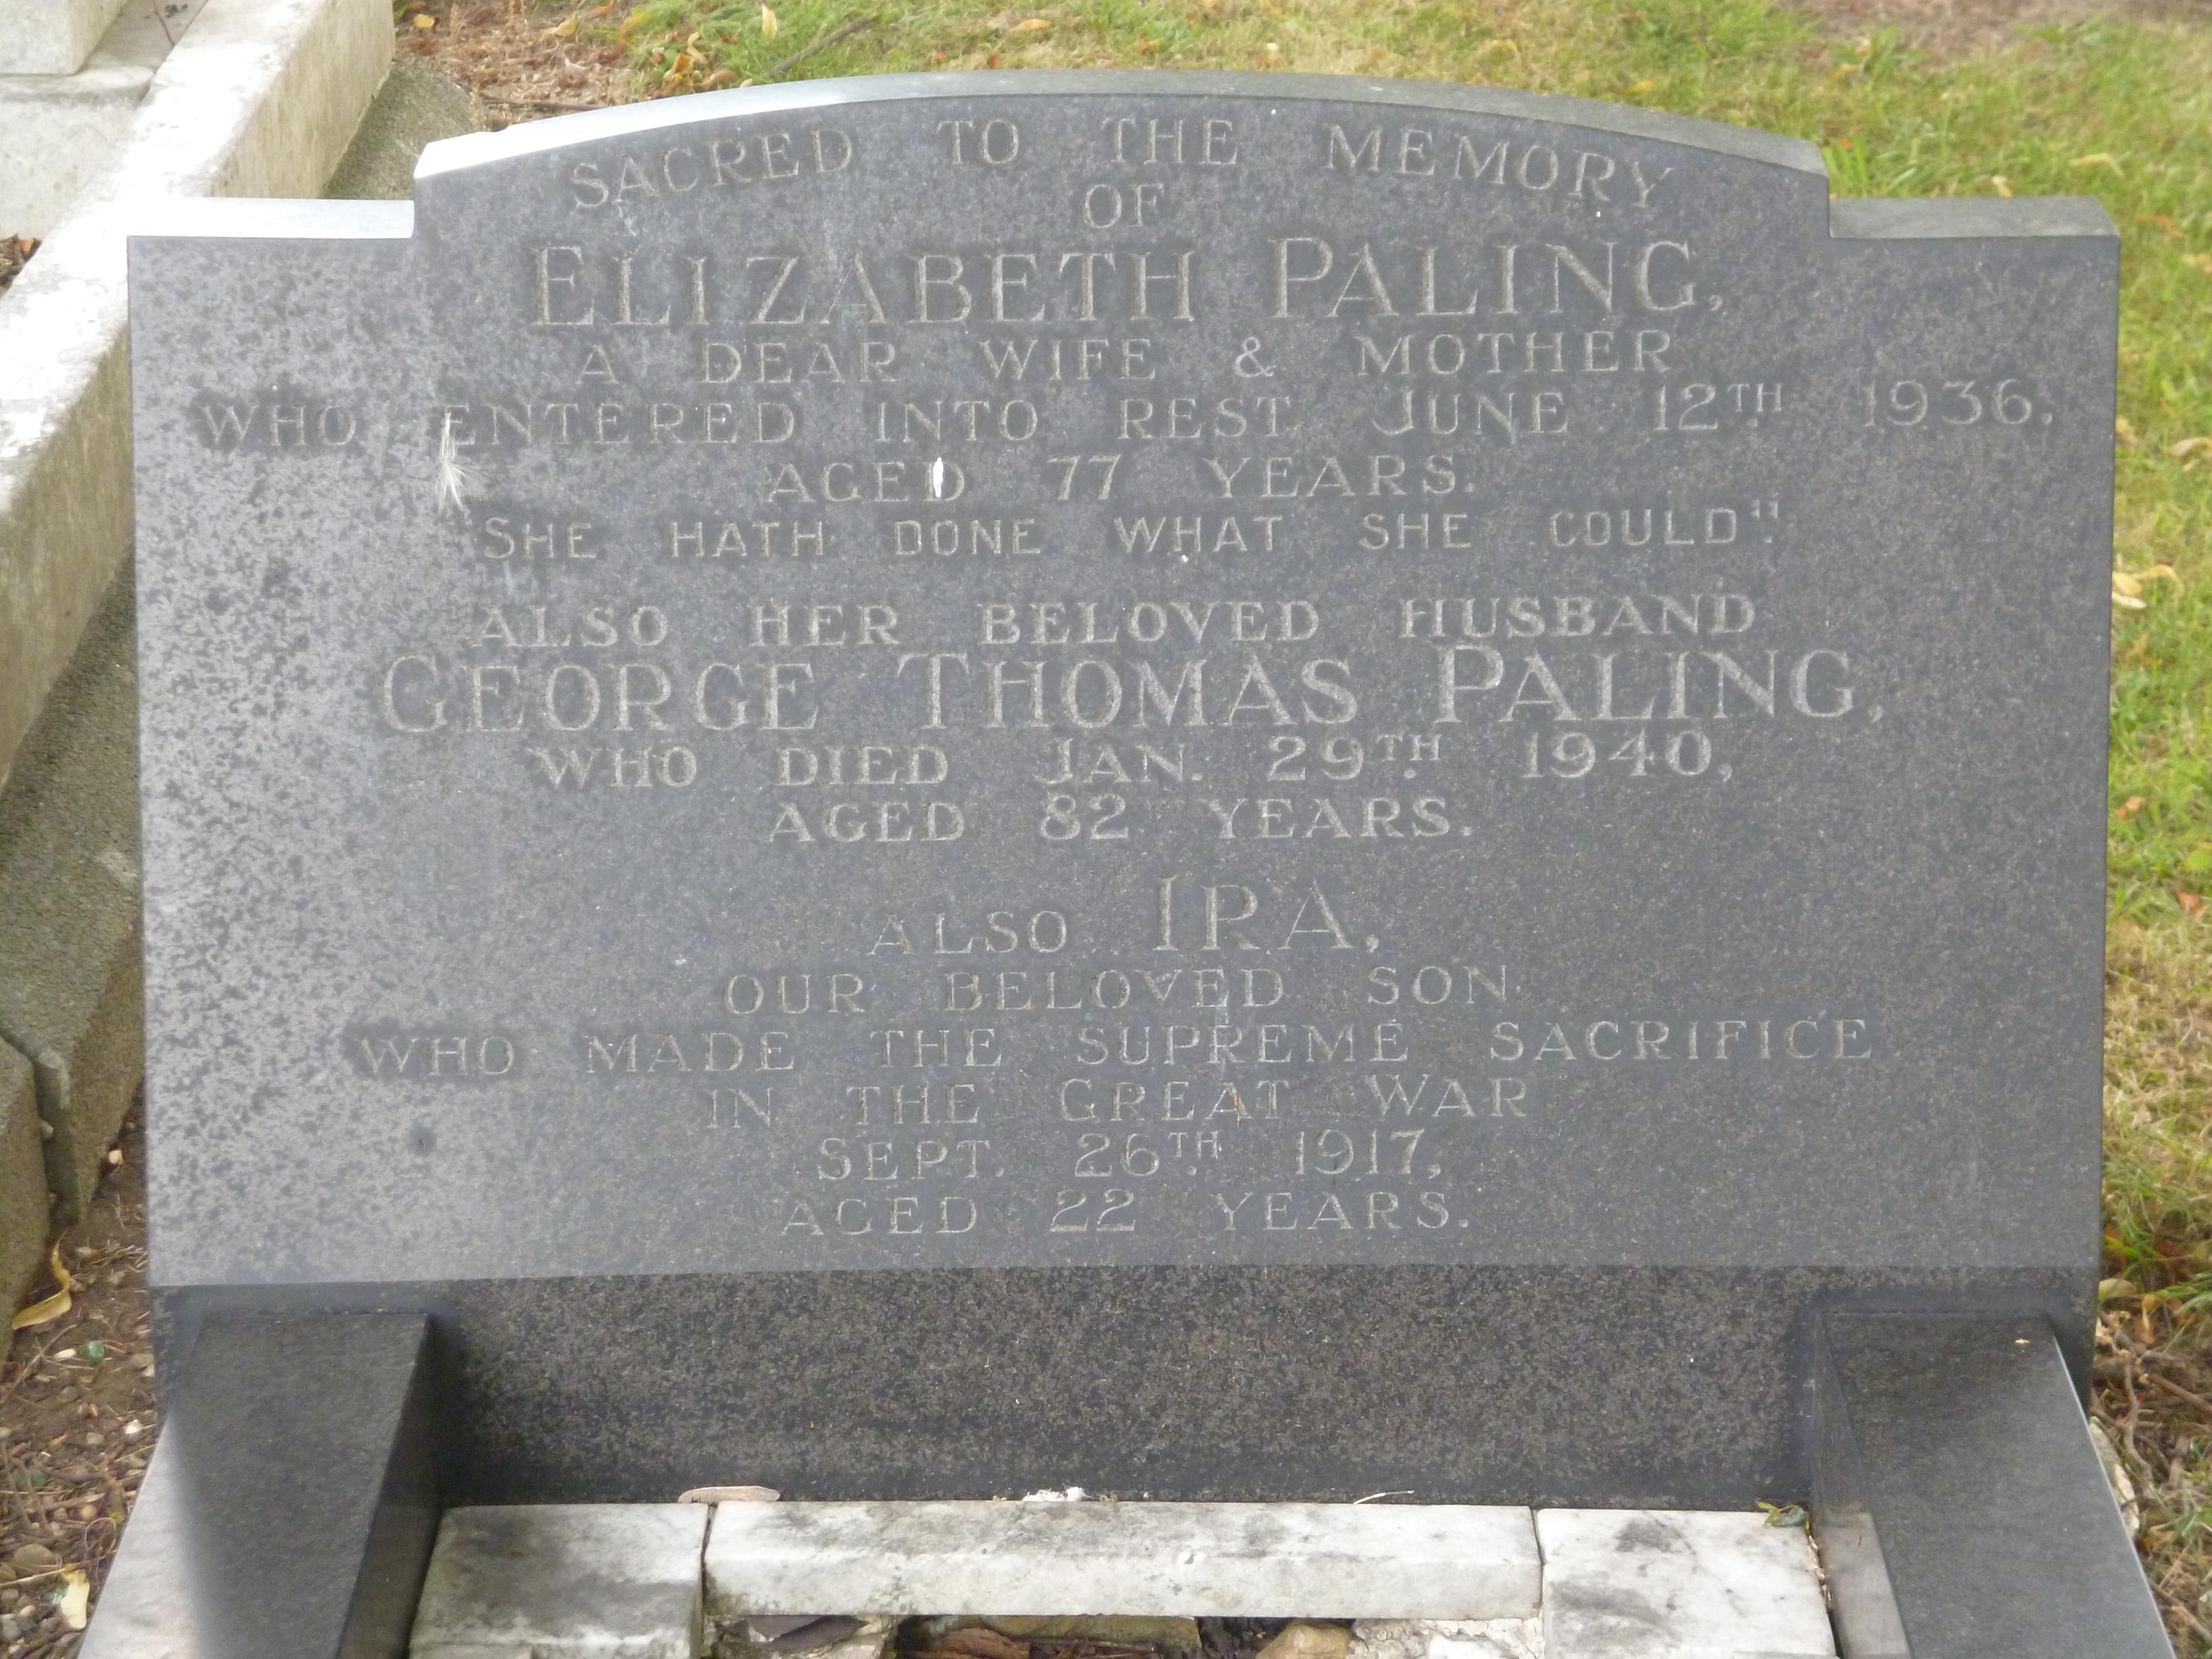 SACRED TO THE MEMORY
OF
ELIZABETH PALING,
A DEAR WIFE & MOTHER
WHO ENTERED INTO REST JUNE 12TH 1936,
AGED 77 YEARS.
"SHE HATH DONE WHAT SHE COULD".
ALSO HER BELOVED HUSBAND
GEORGE THOMAS PALING,
WHO DIED JAN. 29TH 1940,
AGED 82 YEARS.
ALSO IRA,
OUR BELOVED SON
WHO MADE THE SUPREME SACRIFICE
IN THE GREAT WAR
SEPT. 26TH 1917,
AGED 22 YEARS.